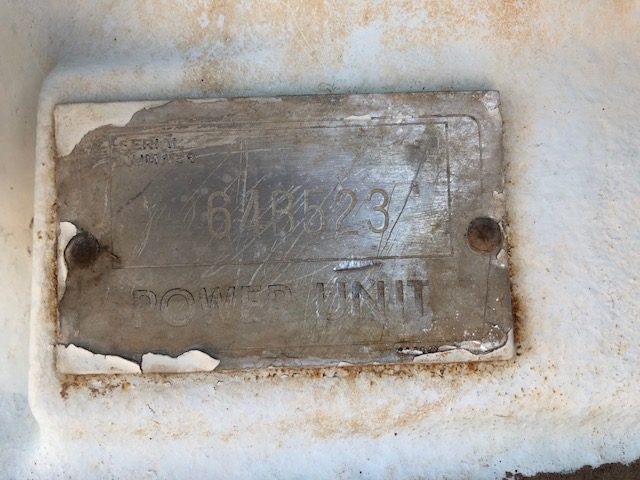 SERIAL
NUMBER
64B523
POWER UNIT